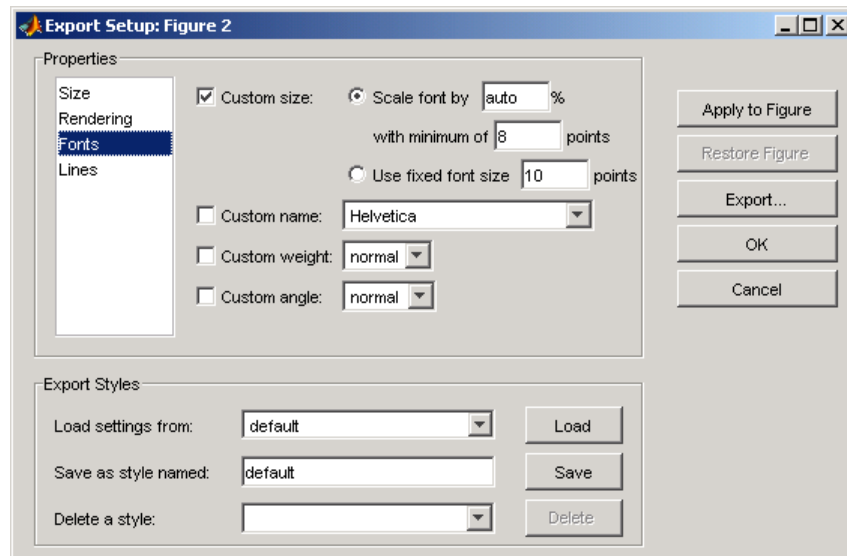 Export Setup: Figure 2
Properties
Size
Rendering
Fonts
Lines
Custom size:
Scale font by auto %
with minimum of 8 points
Use fixed font size 10 points
Custom name: Helvetica
Custom weight: normal
Custom angle: normal
Apply to Figure
Restore Figure
Export...
OK
Cancel
Export Styles
Load settings from: default Load
Save as style named: default Save
Delete a style: Delete